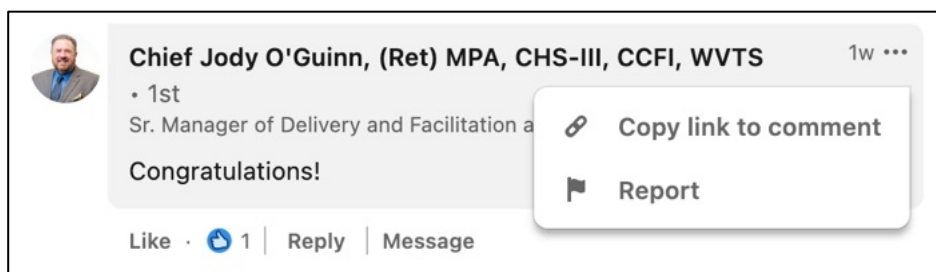 Chief Jody O'Guinn, (Ret) MPA, CHS-III, CCFI, WVTS 1w •••
• 1st
Sr. Manager of Delivery and Facilitation a
Copy link to comment
Congratulations!
Report
Like · 1 | Reply | Message